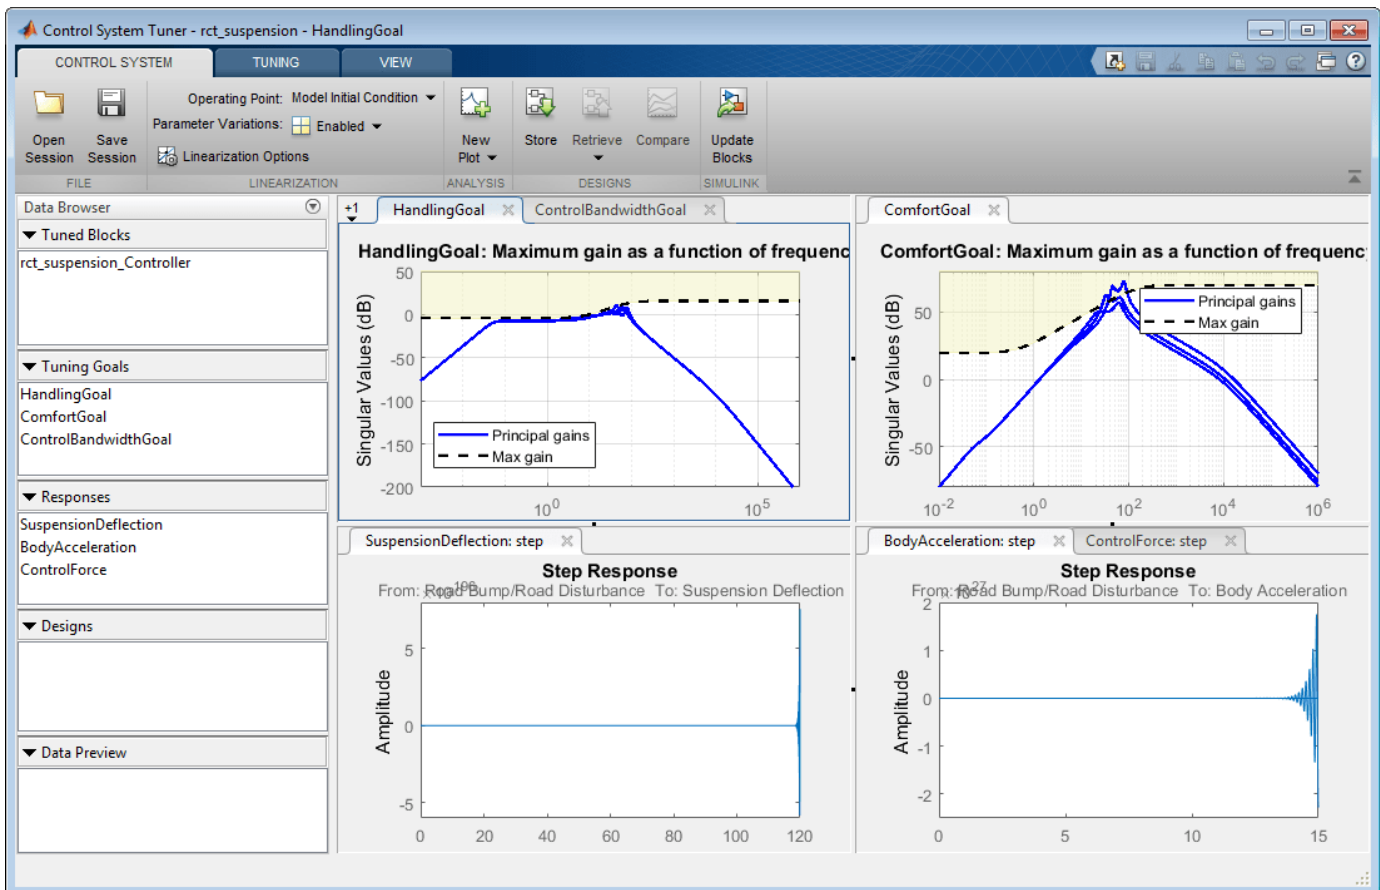 Control System Tuner - rct_suspension - HandlingGoal
CONTROL SYSTEM TUNING VIEW
Open Session
Save Session
FILE
Operating Point: Model Initial Condition
Parameter Variations: Enabled
Linearization Options
LINEARIZATION
New Plot
ANALYSIS
Store
Retrieve
Compare
DESIGNS
Update Blocks
SIMULINK
Data Browser
Tuned Blocks
rct_suspension_Controller
Tuning Goals
HandlingGoal
ComfortGoal
ControlBandwidthGoal
Responses
SuspensionDeflection
BodyAcceleration
ControlForce
Designs
Data Preview
+1 HandlingGoal ControlBandwidthGoal
HandlingGoal: Maximum gain as a function of frequenc
Singular Values (dB)
50
0
-50
-100
-150
-200
10^0 10^5
Principal gains
Max gain
ComfortGoal
ComfortGoal: Maximum gain as a function of frequenc
Singular Values (dB)
50
0
-50
10^-2 10^0 10^2 10^4 10^6
Principal gains
Max gain
SuspensionDeflection: step
Step Response
From: Road Bump/Road Disturbance To: Suspension Deflection
Amplitude
5
0
-5
0 20 40 60 80 100 120
BodyAcceleration: step ControlForce: step
Step Response
From: Road Bump/Road Disturbance To: Body Acceleration
Amplitude
2
1
0
-1
-2
0 5 10 15